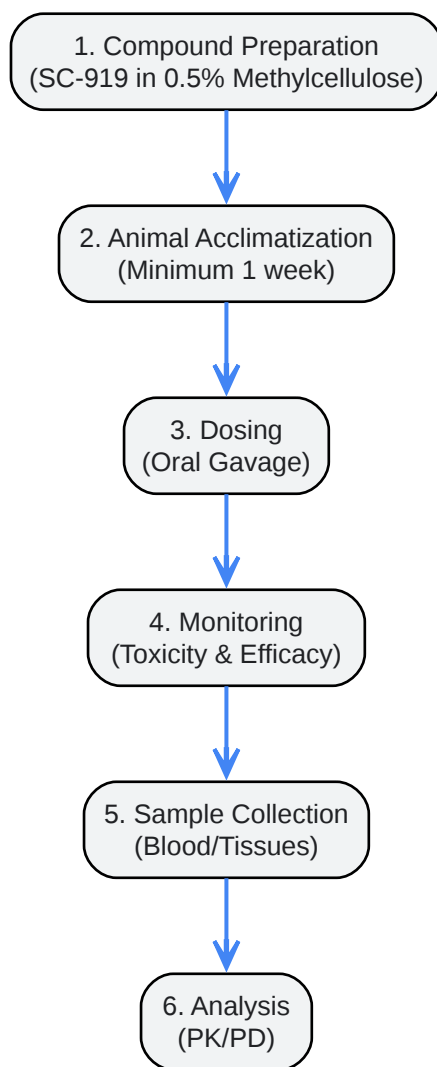 1. Compound Preparation
(SC-919 in 0.5% Methylcellulose)
2. Animal Acclimatization
(Minimum 1 week)
3. Dosing
(Oral Gavage)
4. Monitoring
(Toxicity & Efficacy)
5. Sample Collection
(Blood/Tissues)
6. Analysis
(PK/PD)